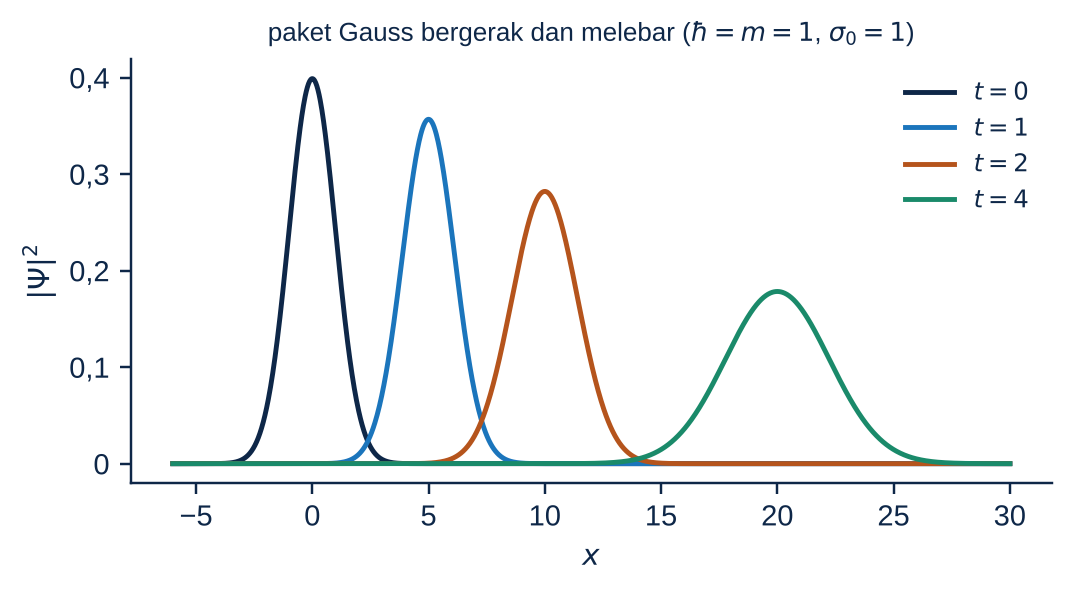 paket Gauss bergerak dan melebar (ℏ = m = 1, σ₀ = 1)
|Ψ|²
0,4
0,3
0,2
0,1
0
t = 0
t = 1
t = 2
t = 4
−5 0 5 10 15 20 25 30
x